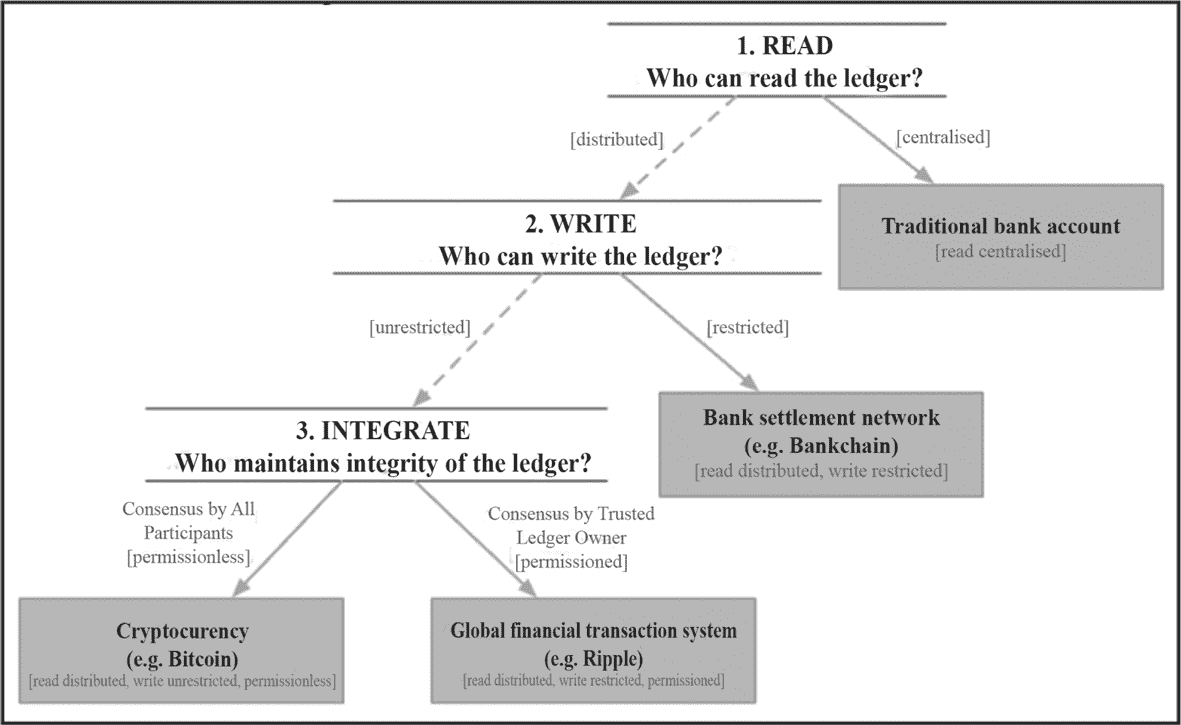 1. READ
Who can read the ledger?
[distributed]
[centralised]
2. WRITE
Who can write the ledger?
Traditional bank account
[read centralised]
[unrestricted]
[restricted]
3. INTEGRATE
Who maintains integrity of the ledger?
Bank settlement network
(e.g. Bankchain)
[read distributed, write restricted]
Consensus by All
Participants
[permissionless]
Consensus by Trusted
Ledger Owner
[permissioned]
Cryptocurency
(e.g. Bitcoin)
[read distributed, write unrestricted, permissionless]
Global financial transaction system
(e.g. Ripple)
[read distributed, write restricted, permissioned]